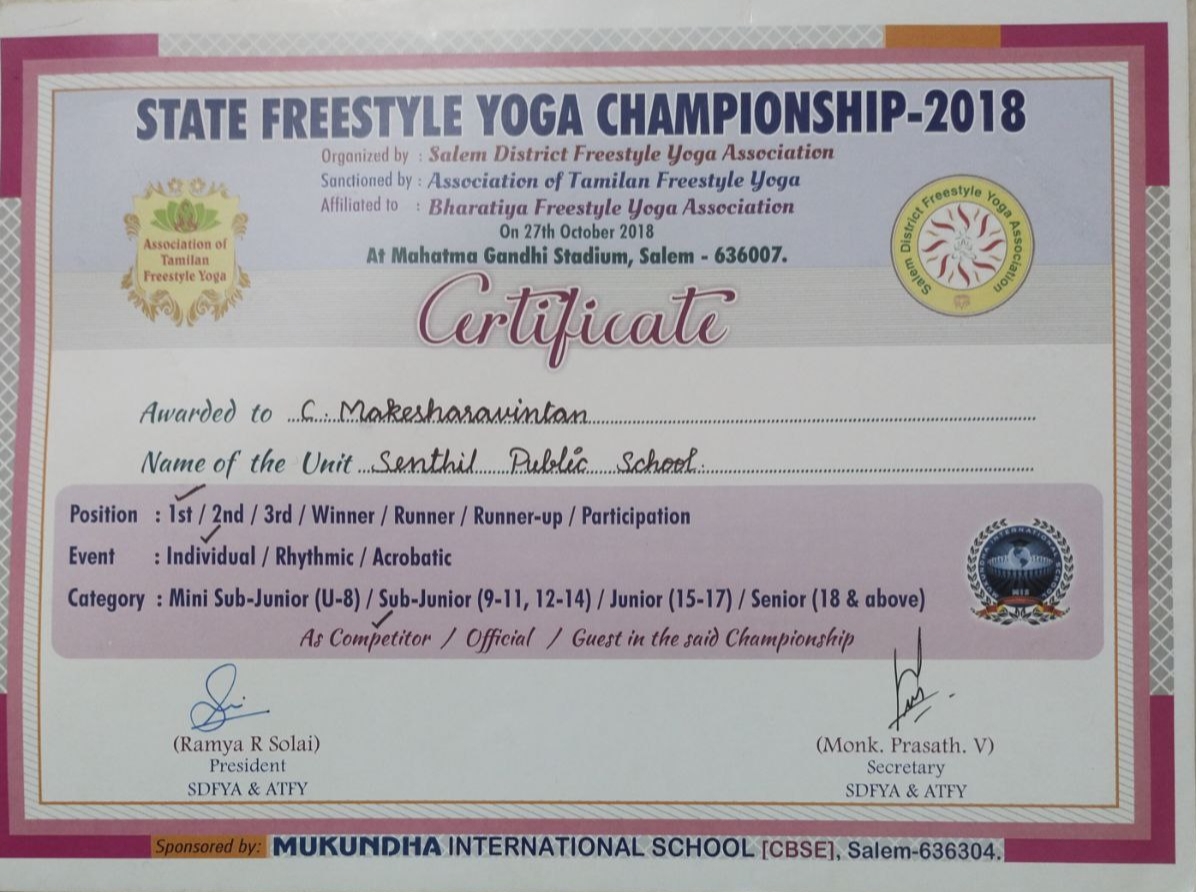 STATE FREESTYLE YOGA CHAMPIONSHIP-2018
Organized by : Salem District Freestyle Yoga Association
Sanctioned by : Association of Tamilan Freestyle Yoga
Affiliated to : Bharatiya Freestyle Yoga Association
On 27th October 2018
At Mahatma Gandhi Stadium, Salem - 636007.
Association of
Tamilan
Freestyle Yoga
Salem District Freestyle Yoga Association
Certificate
Awarded to C. Makesharavintan
Name of the Unit Senthil Public School.
Position : 1st / 2nd / 3rd / Winner / Runner / Runner-up / Participation
Event : Individual / Rhythmic / Acrobatic
Category : Mini Sub-Junior (U-8) / Sub-Junior (9-11, 12-14) / Junior (15-17) / Senior (18 & above)
As Competitor / Official / Guest in the said Championship
MUKUNDHA INTERNATIONAL SCHOOL
MIS
(Ramya R Solai)
President
SDFYA & ATFY
(Monk. Prasath. V)
Secretary
SDFYA & ATFY
Sponsored by: MUKUNDHA INTERNATIONAL SCHOOL [CBSE], Salem-636304.